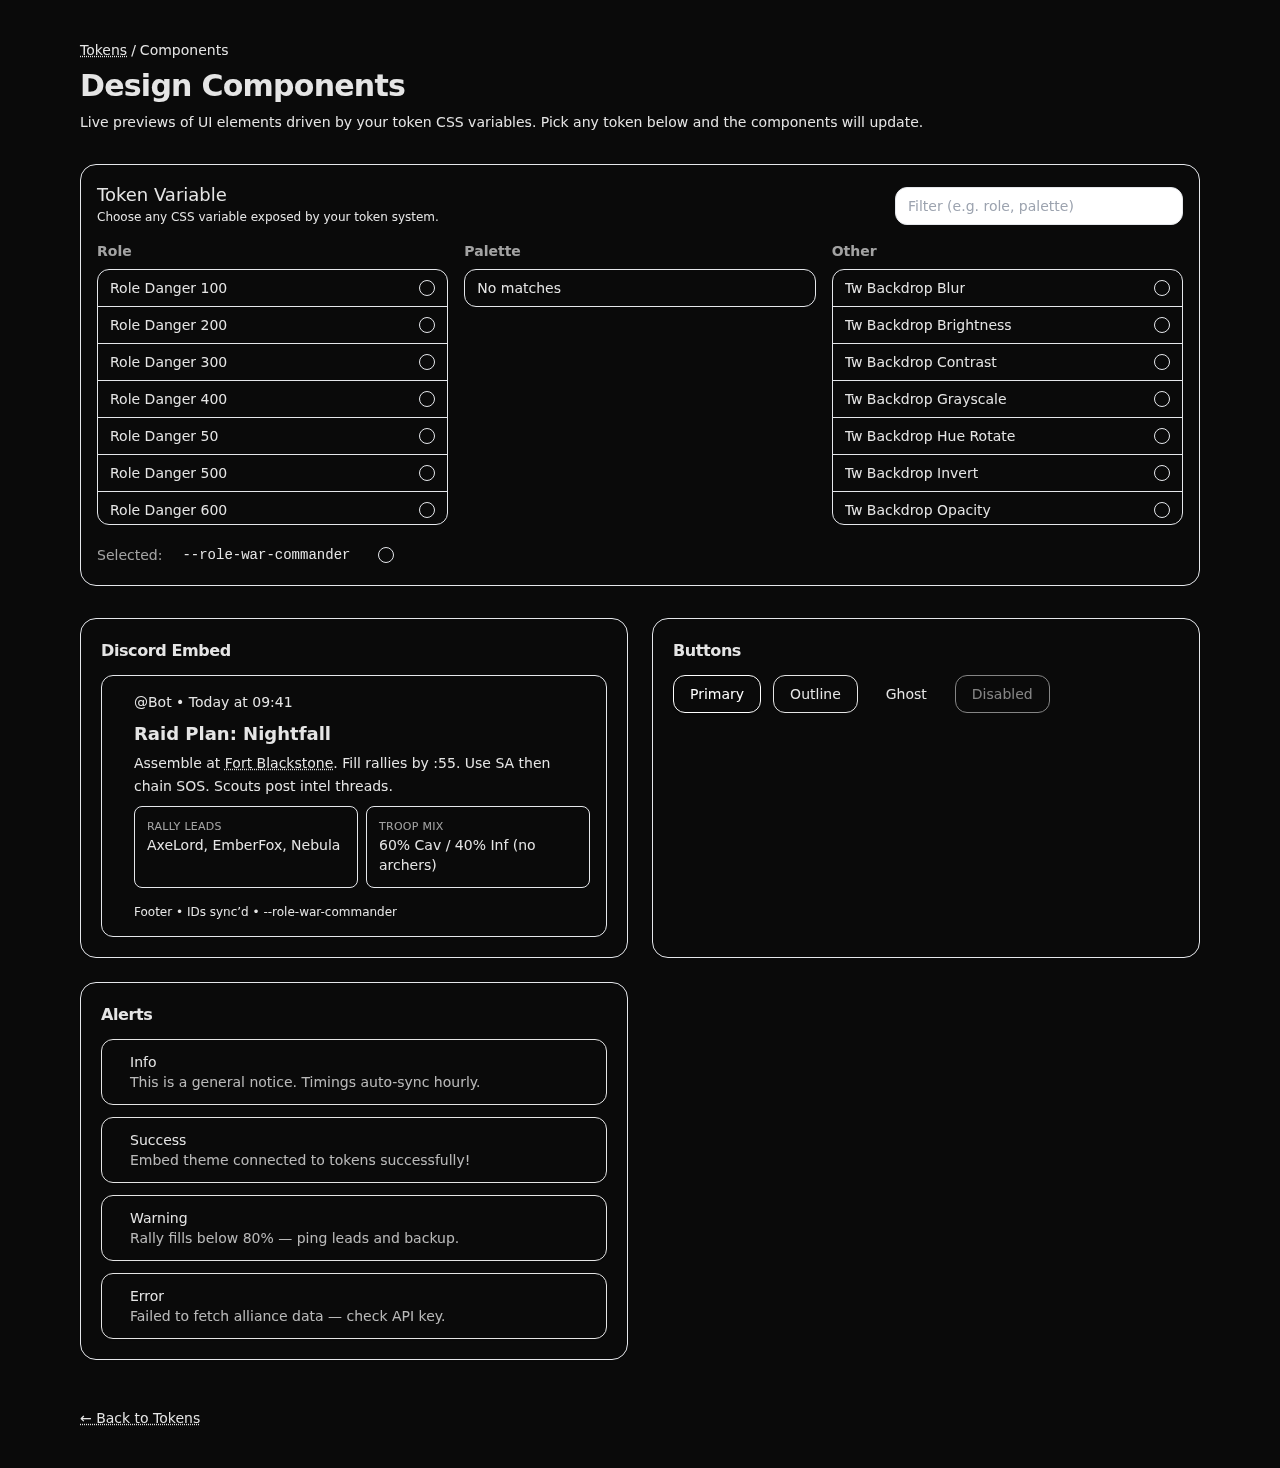 Tokens / Components
Design Components
Live previews of UI elements driven by your token CSS variables. Pick any token below and the components will update.
Token Variable
Choose any CSS variable exposed by your token system.
Filter (e.g. role, palette)
Role
Role Danger 100
Role Danger 200
Role Danger 300
Role Danger 400
Role Danger 50
Role Danger 500
Role Danger 600
Palette
No matches
Other
Tw Backdrop Blur
Tw Backdrop Brightness
Tw Backdrop Contrast
Tw Backdrop Grayscale
Tw Backdrop Hue Rotate
Tw Backdrop Invert
Tw Backdrop Opacity
Selected: --role-war-commander
Discord Embed
@Bot • Today at 09:41
Raid Plan: Nightfall
Assemble at Fort Blackstone. Fill rallies by :55. Use SA then
chain SOS. Scouts post intel threads.
RALLY LEADS
AxeLord, EmberFox, Nebula
TROOP MIX
60% Cav / 40% Inf (no
archers)
Footer • IDs sync’d • --role-war-commander
Buttons
Primary
Outline
Ghost
Disabled
Alerts
Info
This is a general notice. Timings auto-sync hourly.
Success
Embed theme connected to tokens successfully!
Warning
Rally fills below 80% — ping leads and backup.
Error
Failed to fetch alliance data — check API key.
← Back to Tokens